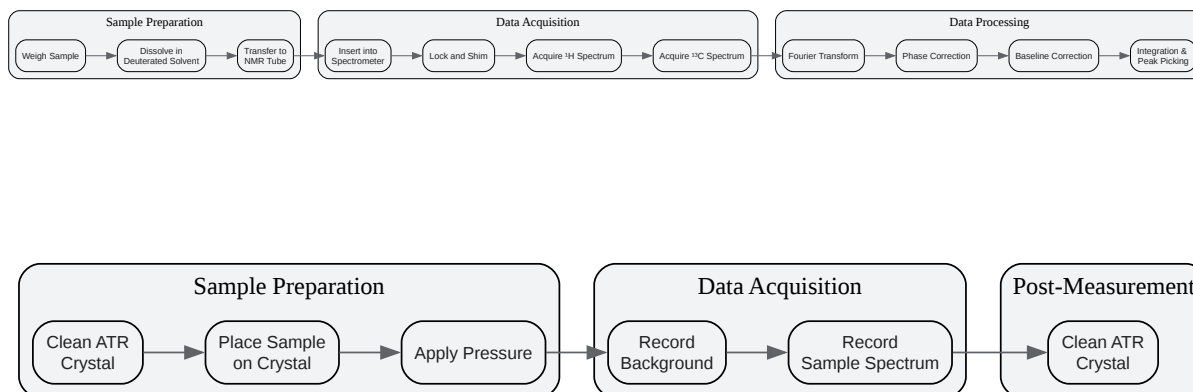 Sample Preparation
Weigh Sample
Dissolve in
Deuterated Solvent
Transfer to
NMR Tube
Data Acquisition
Insert into
Spectrometer
Lock and Shim
Acquire ¹H Spectrum
Acquire ¹³C Spectrum
Data Processing
Fourier Transform
Phase Correction
Baseline Correction
Integration &
Peak Picking
Sample Preparation
Clean ATR
Crystal
Place Sample
on Crystal
Apply Pressure
Data Acquisition
Record
Background
Record
Sample Spectrum
Post-Measurement
Clean ATR
Crystal